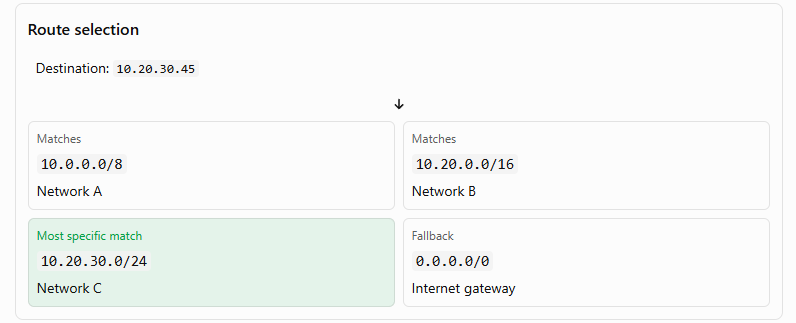 Route selection
Destination: 10.20.30.45
↓
Matches
10.0.0.0/8
Network A
Matches
10.20.0.0/16
Network B
Most specific match
10.20.30.0/24
Network C
Fallback
0.0.0.0/0
Internet gateway